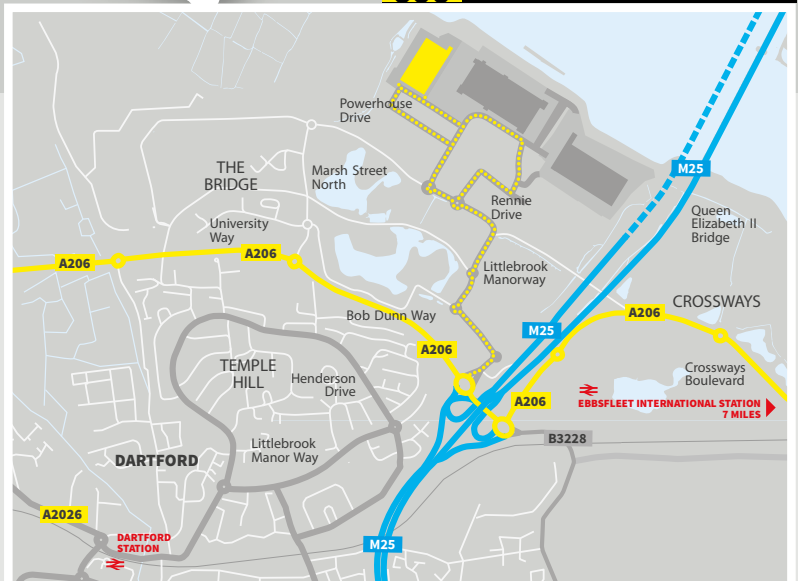 Powerhouse
Drive
THE
BRIDGE
Marsh Street
North
M25
Rennie
Drive
Queen
Elizabeth II
Bridge
University
Way
A206
A206
Littlebrook
Manorway
CROSSWAYS
Bob Dunn Way
A206
M25
A206
TEMPLE
HILL
Henderson
Drive
Crossways
Boulevard
A206
EBBSFLEET INTERNATIONAL STATION
7 MILES
B3228
Littlebrook
Manor Way
DARTFORD
A2026
DARTFORD
STATION
M25